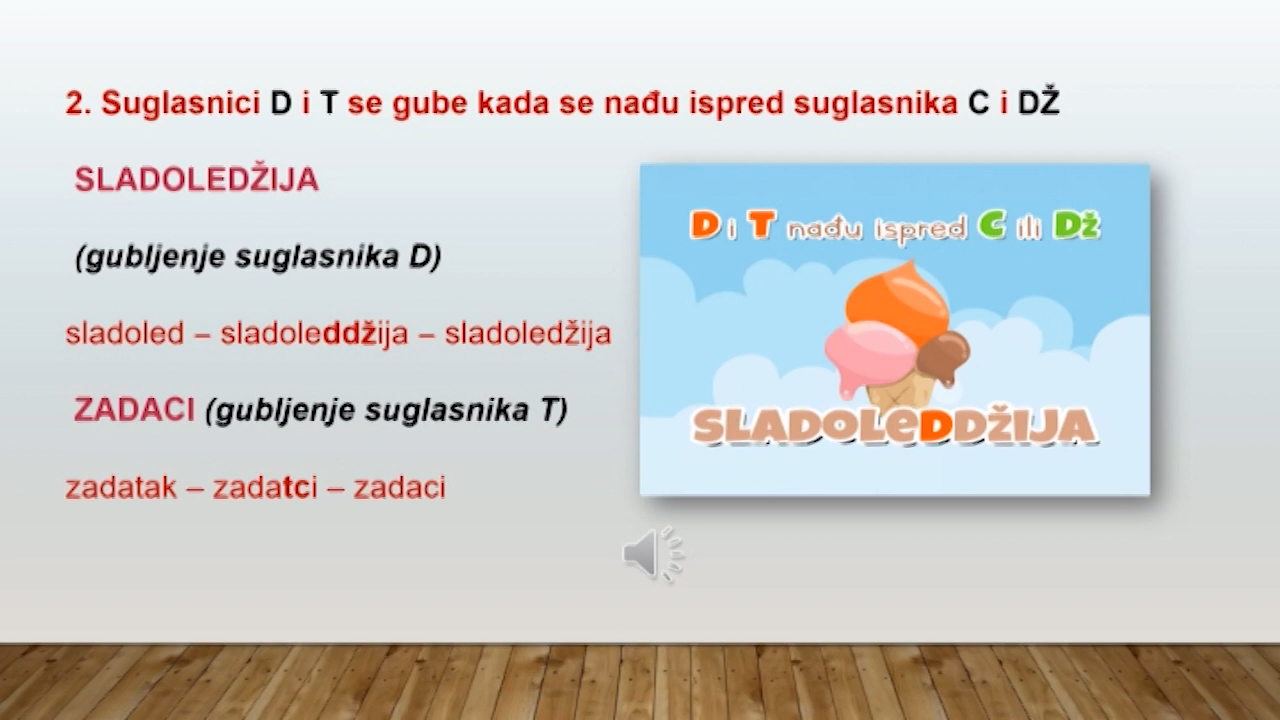 2. Suglasnici D i T se gube kada se nađu ispred suglasnika C i DŽ
SLADOLEDŽIJA
(gubljenje suglasnika D)
sladoled – sladoleddžija – sladoledžija
ZADACI (gubljenje suglasnika T)
zadatak – zadatci – zadaci
D i T nađu ispred C ili Dž
SLADOLeDDžIJA